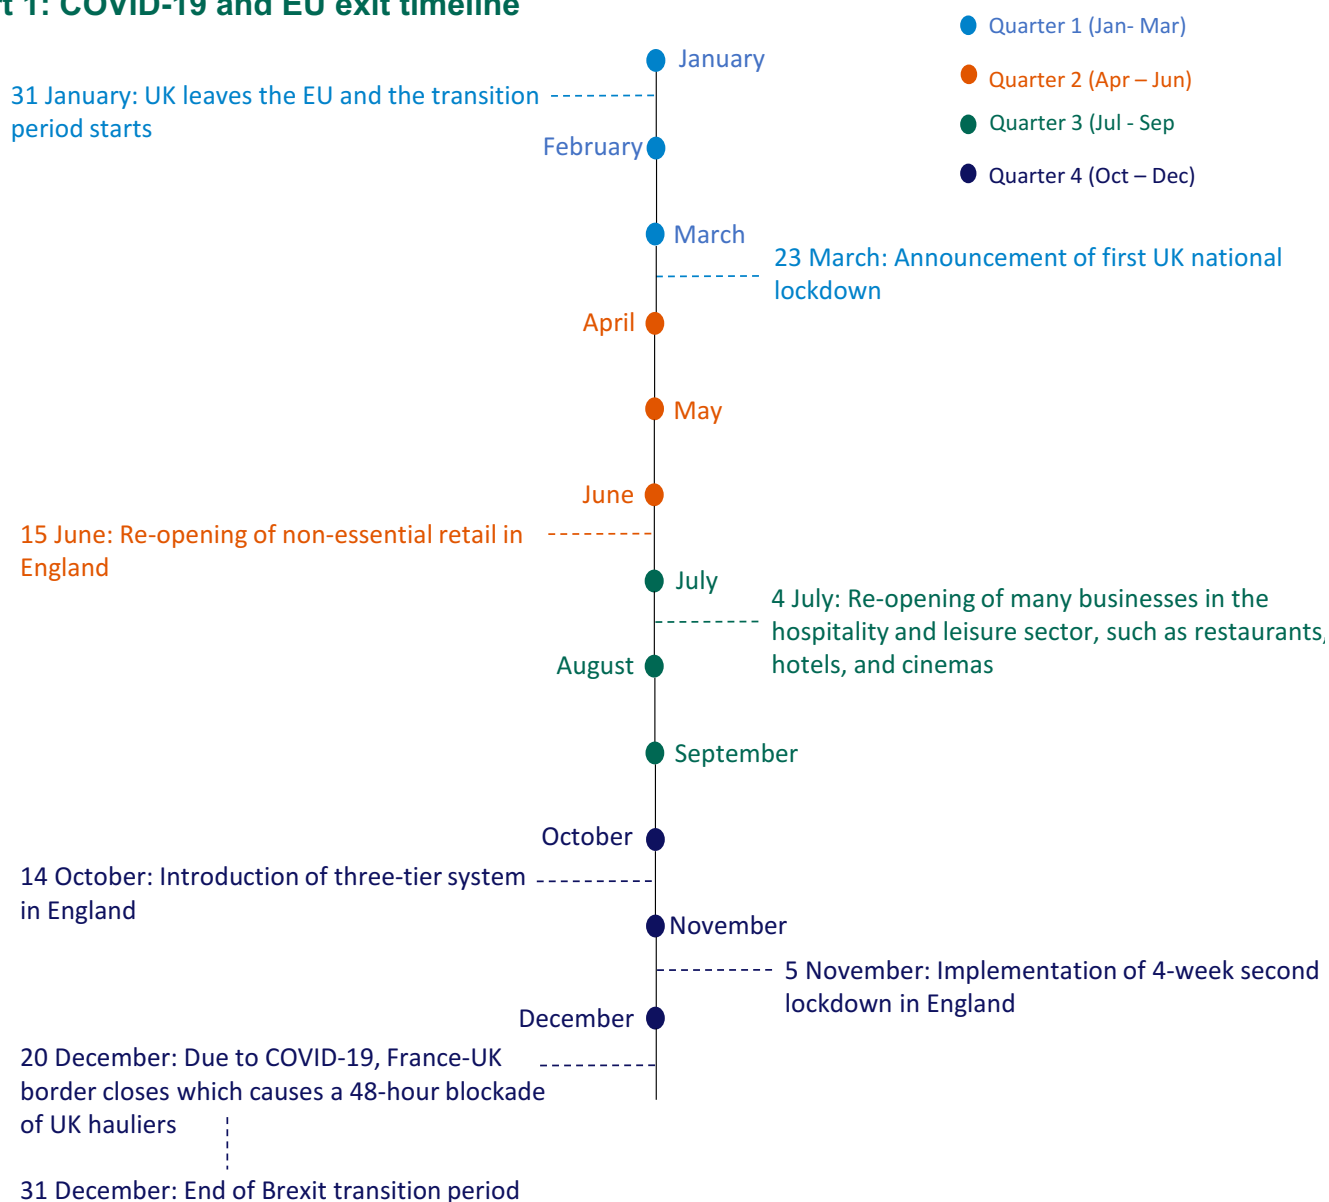 1: COVID-19 and EU exit timeline
Quarter 1 (Jan- Mar)
Quarter 2 (Apr – Jun)
Quarter 3 (Jul - Sep
Quarter 4 (Oct – Dec)
January
31 January: UK leaves the EU and the transition
period starts
February
March
23 March: Announcement of first UK national
lockdown
April
May
June
15 June: Re-opening of non-essential retail in
England
July
4 July: Re-opening of many businesses in the
hospitality and leisure sector, such as restaurants,
hotels, and cinemas
August
September
October
14 October: Introduction of three-tier system
in England
November
5 November: Implementation of 4-week second
lockdown in England
December
20 December: Due to COVID-19, France-UK
border closes which causes a 48-hour blockade
of UK hauliers
31 December: End of Brexit transition period